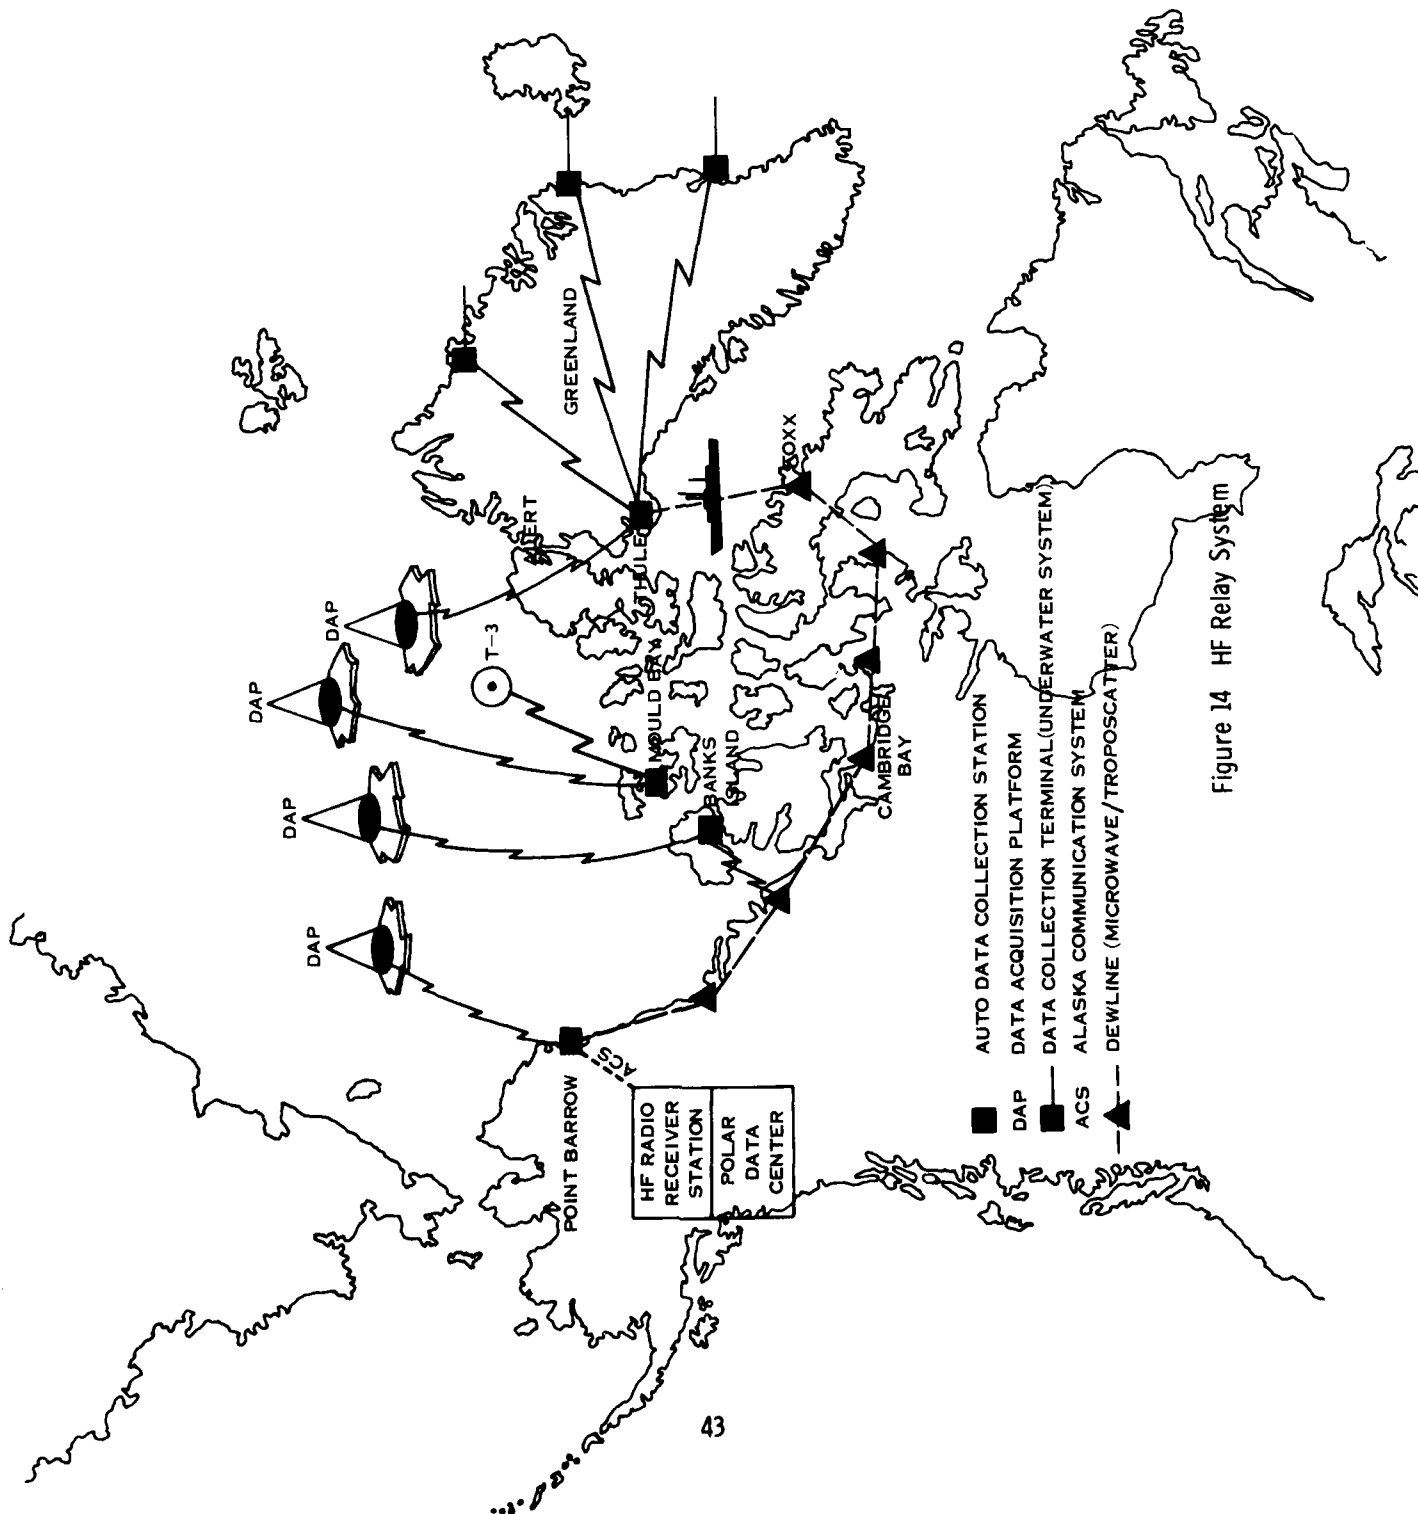 DAP
DAP
DAP
DAP
T-3
ALERT
GREENLAND
THULE
MOULD BAY
BANKS
ISLAND
FOXX
CAMBRIDGE
BAY
POINT BARROW
ACS
HF RADIO
RECEIVER
STATION
POLAR
DATA
CENTER
AUTO DATA COLLECTION STATION
DAP DATA ACQUISITION PLATFORM
DATA COLLECTION TERMINAL(UNDERWATER SYSTEM)
ACS ALASKA COMMUNICATION SYSTEM
DEWLINE (MICROWAVE/TROPOSCATTER)
Figure 14 HF Relay System
43